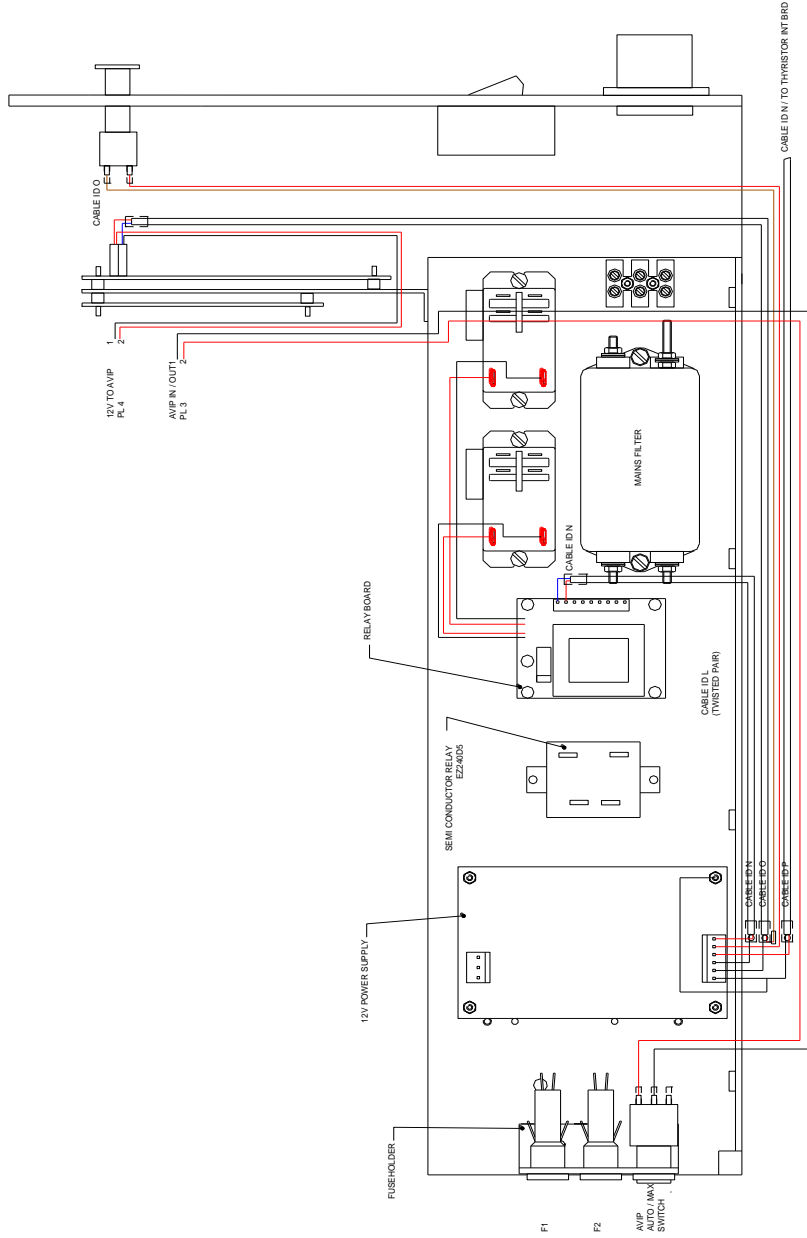 CABLE ID N / TO THYRISTOR INT BRD
CABLE ID O
12V TO AVIP
PL 4
1
2
AVIP IN / OUT1
PL 3
1
2
MAINS FILTER
CABLE ID N
RELAY BOARD
CABLE ID L
(TWISTED PAIR)
SEMI CONDUCTOR RELAY
EZ240D5
12V POWER SUPPLY
CABLE ID N
CABLE ID O
CABLE ID P
FUSEHOLDER
F1
F2
AVIP
AUTO / MAX
SWITCH